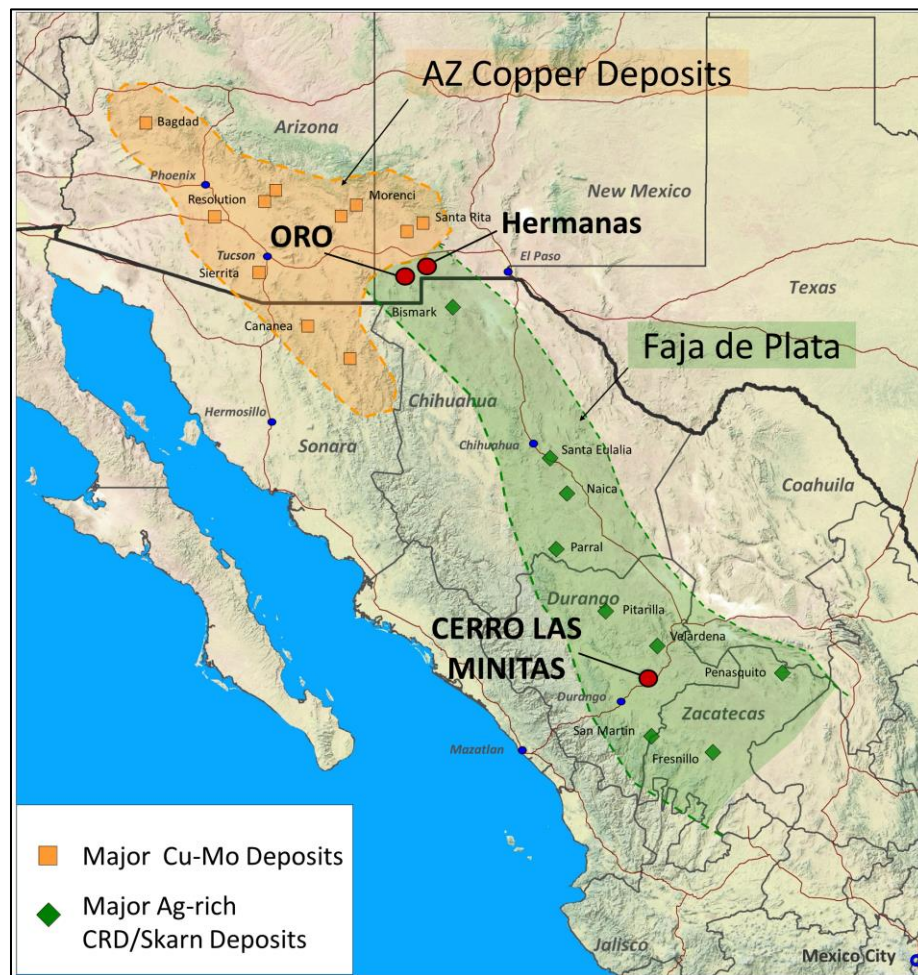 AZ Copper Deposits
Bagdad
Arizona
Phoenix
New Mexico
Resolution
Morenci
Santa Rita
ORO
Hermanas
Tucson
El Paso
Sierrita
Texas
Bismark
Cananea
Faja de Plata
Chihuahua
Hermosillo
Sonara
Chihuahua
Santa Eulalia
Coahuila
Naica
Parral
Durango
Pitarilla
CERRO LAS
MINITAS
Velardena
Penasquito
Durango
Zacatecas
San Martin
Fresnillo
Mazatlan
Major Cu-Mo Deposits
Major Ag-rich
CRD/Skarn Deposits
Jalisco
Mexico City